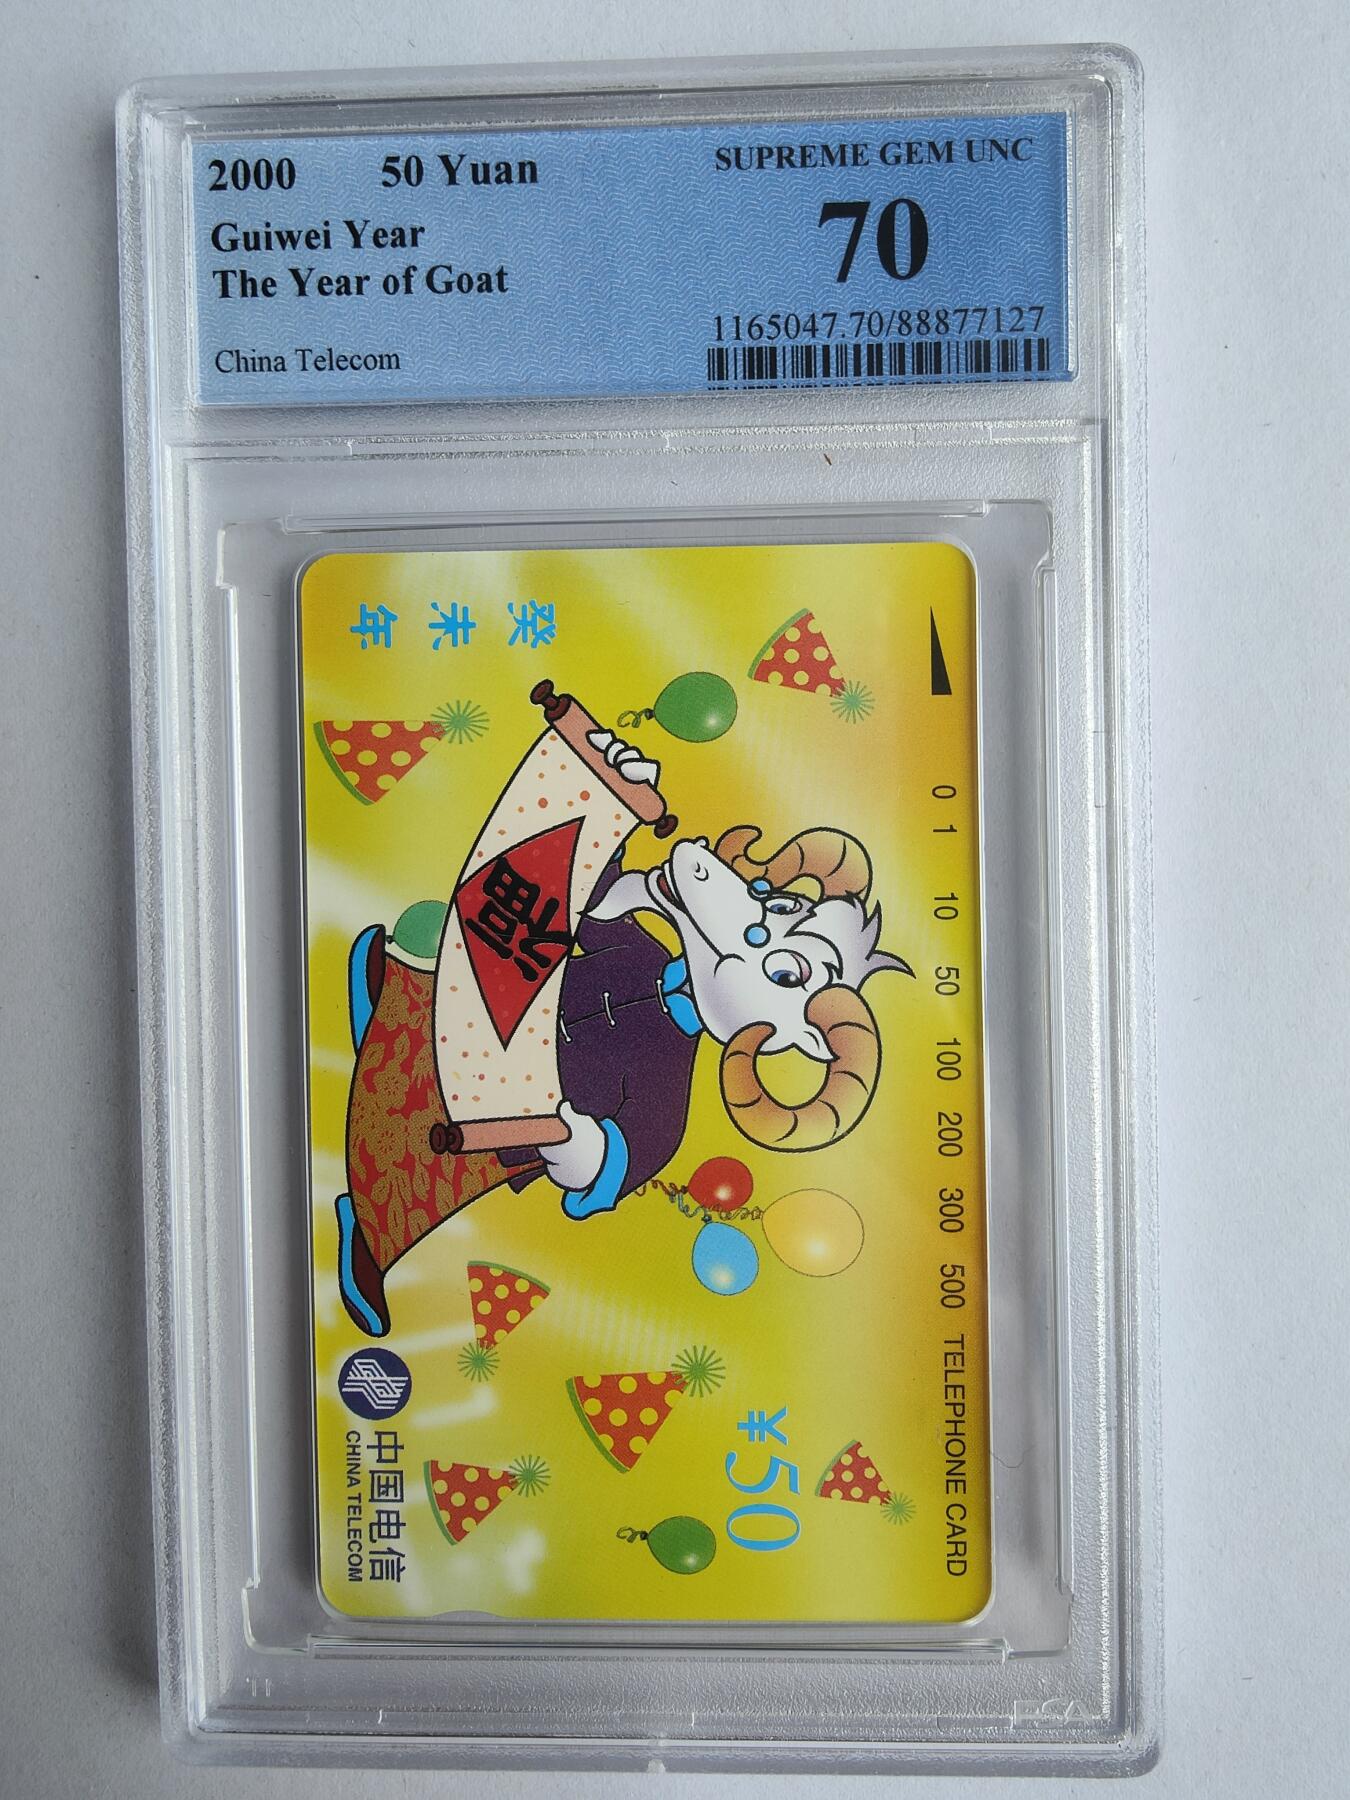 2000 50 Yuan
Guiwei Year
The Year of Goat
China Telecom
SUPREME GEM UNC
70
1165047.70/88877127
癸未年
福
0 1 10 50 100 200 300 500 TELEPHONE CARD
¥50
中国电信
CHINA TELECOM
PSA